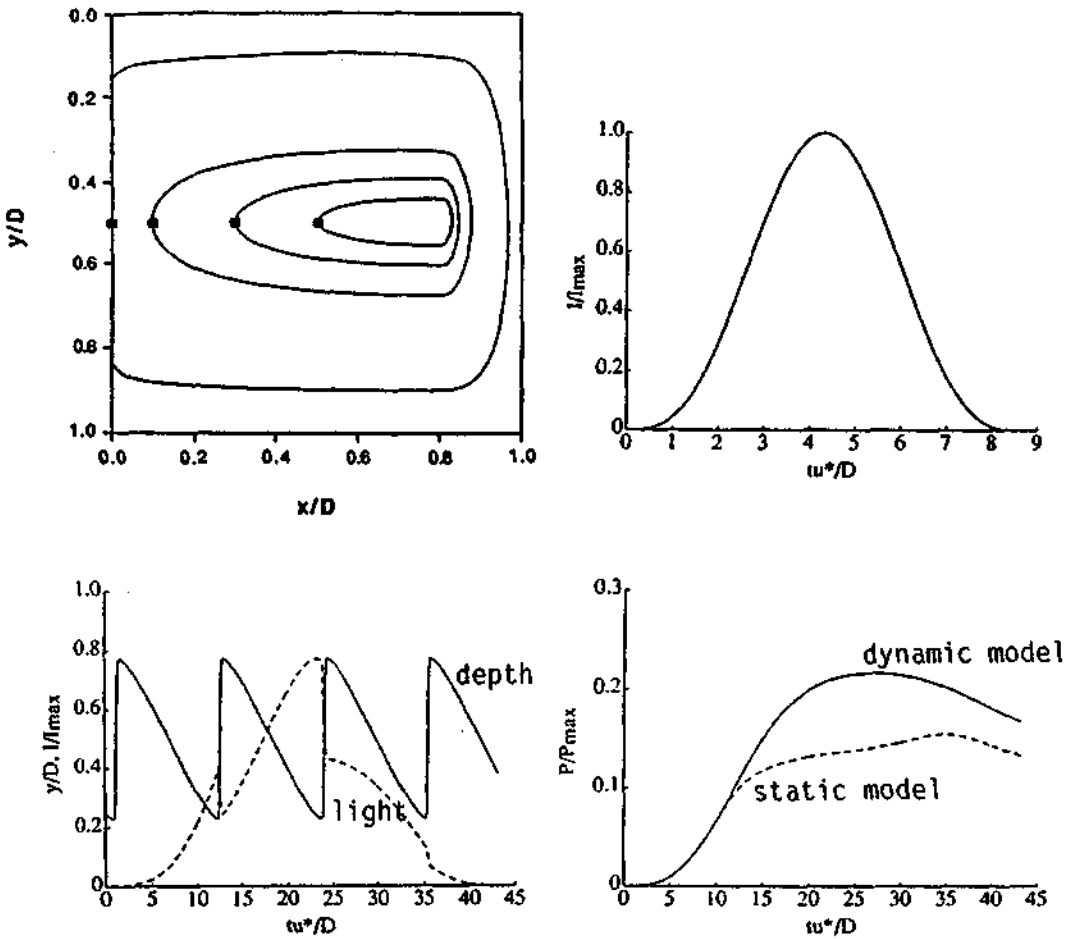 0.0
0.2
0.4
0.6
0.8
1.0
y/D
0.0 0.2 0.4 0.6 0.8 1.0
x/D
1.0
0.8
0.6
0.4
0.2
0
I/Imax
0 1 2 3 4 5 6 7 8 9
tu*/D
1.0
0.8
0.6
0.4
0.2
0
y/D. I/Imax
depth
light
0 5 10 15 20 25 30 35 40 45
tu*/D
0.3
0.2
0.1
0
P/Pmax
dynamic model
static model
0 5 10 15 20 25 30 35 40 45
tu*/D